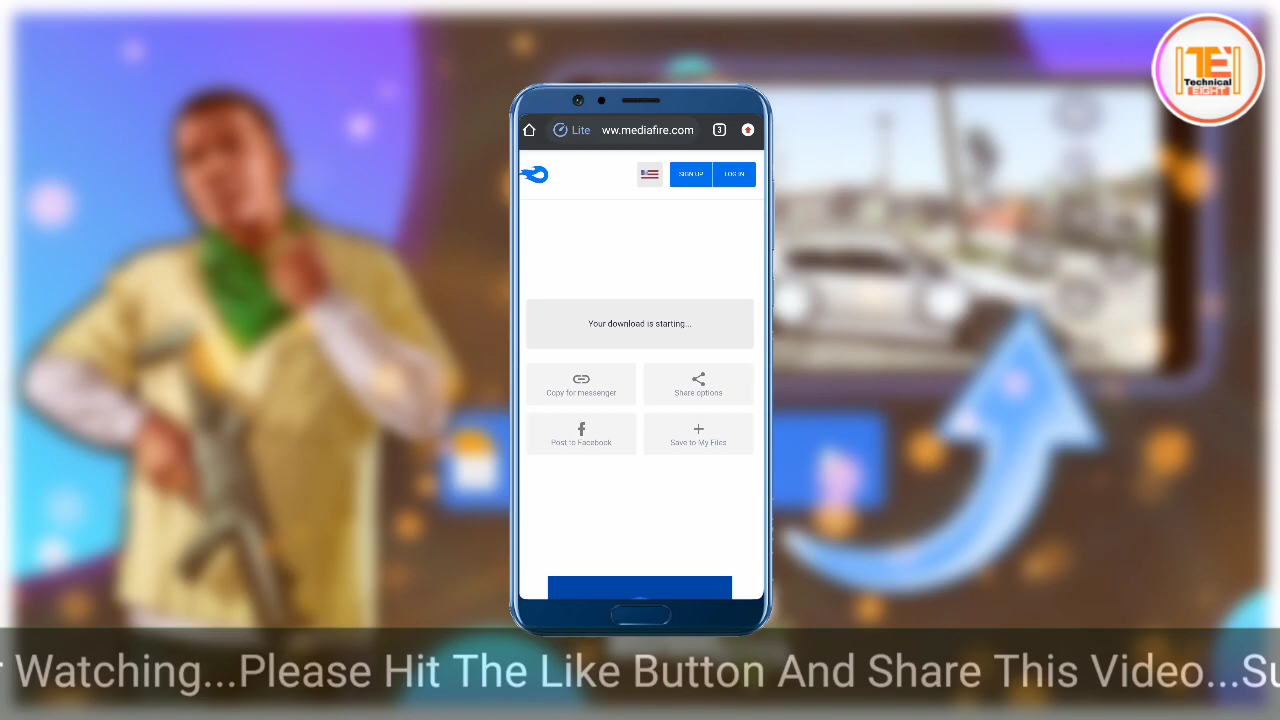 Technical
EIGHT
Lite ww.mediafire.com 3
SIGN UP LOG IN
Your download is starting...
Copy for messenger
Share options
Post to Facebook
Save to My Files
Watching...Please Hit The Like Button And Share This Video...Su